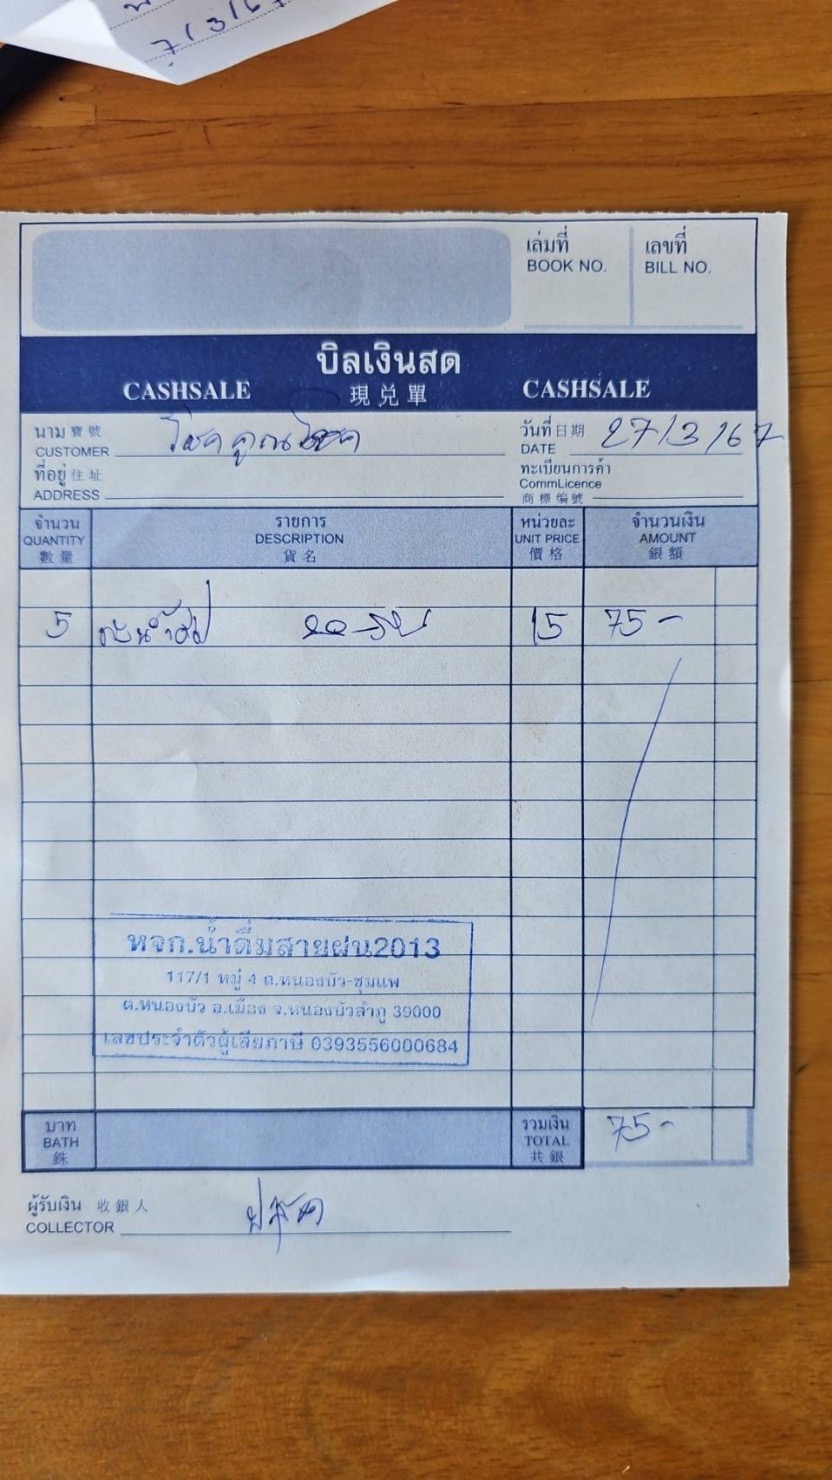 7/3/67
เล่มที่ เลขที่
BOOK NO. BILL NO.
บิลเงินสด
CASHSALE 現兑單 CASHSALE
นาม寶號 โชคคูณโชค วันที่日期 27/3/67
CUSTOMER DATE
ที่อยู่住址 ทะเบียนการค้า
ADDRESS CommLicence
商標編號
จำนวน รายการ หน่วยละ จำนวนเงิน
QUANTITY DESCRIPTION UNIT PRICE AMOUNT
數量 貨名 價格 銀額
5 15 75-
หจก.น้ำดื่มสายฝน2013
117/1 หมู่ 4 ถ.หนองบัว-ชุมแพ
ต.หนองบัว อ.เมือง จ.หนองบัวลำภู 39000
เลขประจำตัวผู้เสียภาษี 0393556000684
บาท รวมเงิน 75-
BATH TOTAL
銖 共銀
ผู้รับเงิน 收銀人
COLLECTOR